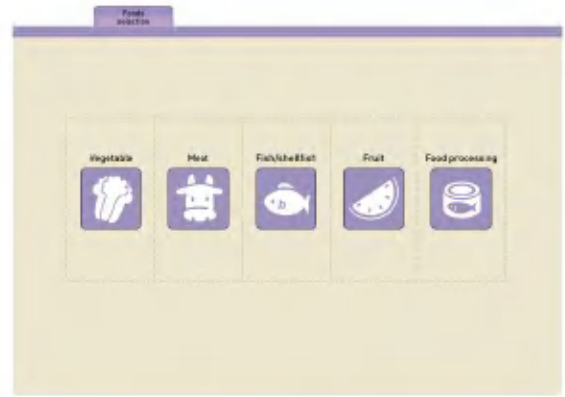 Foods
selection
Vegetable
Meat
Fish/shellfish
Fruit
Food processing